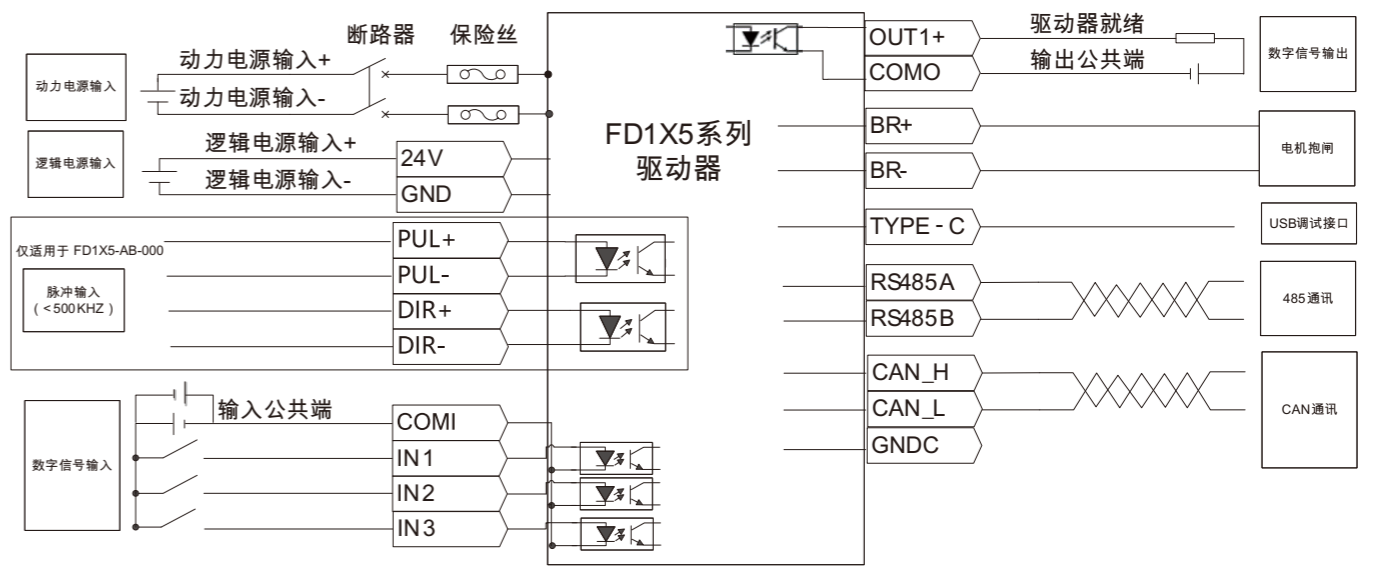 断路器
保险丝
动力电源输入
动力电源输入+
动力电源输入-
逻辑电源输入
逻辑电源输入+
逻辑电源输入-
24V
GND
仅适用于 FD1X5-AB-000
脉冲输入
(<500KHZ)
PUL+
PUL-
DIR+
DIR-
数字信号输入
输入公共端
COMI
IN1
IN2
IN3
FD1X5系列
驱动器
OUT1+
COMO
驱动器就绪
输出公共端
数字信号输出
BR+
BR-
电机抱闸
TYPE-C
USB调试接口
RS485A
RS485B
485通讯
CAN_H
CAN_L
GNDC
CAN通讯